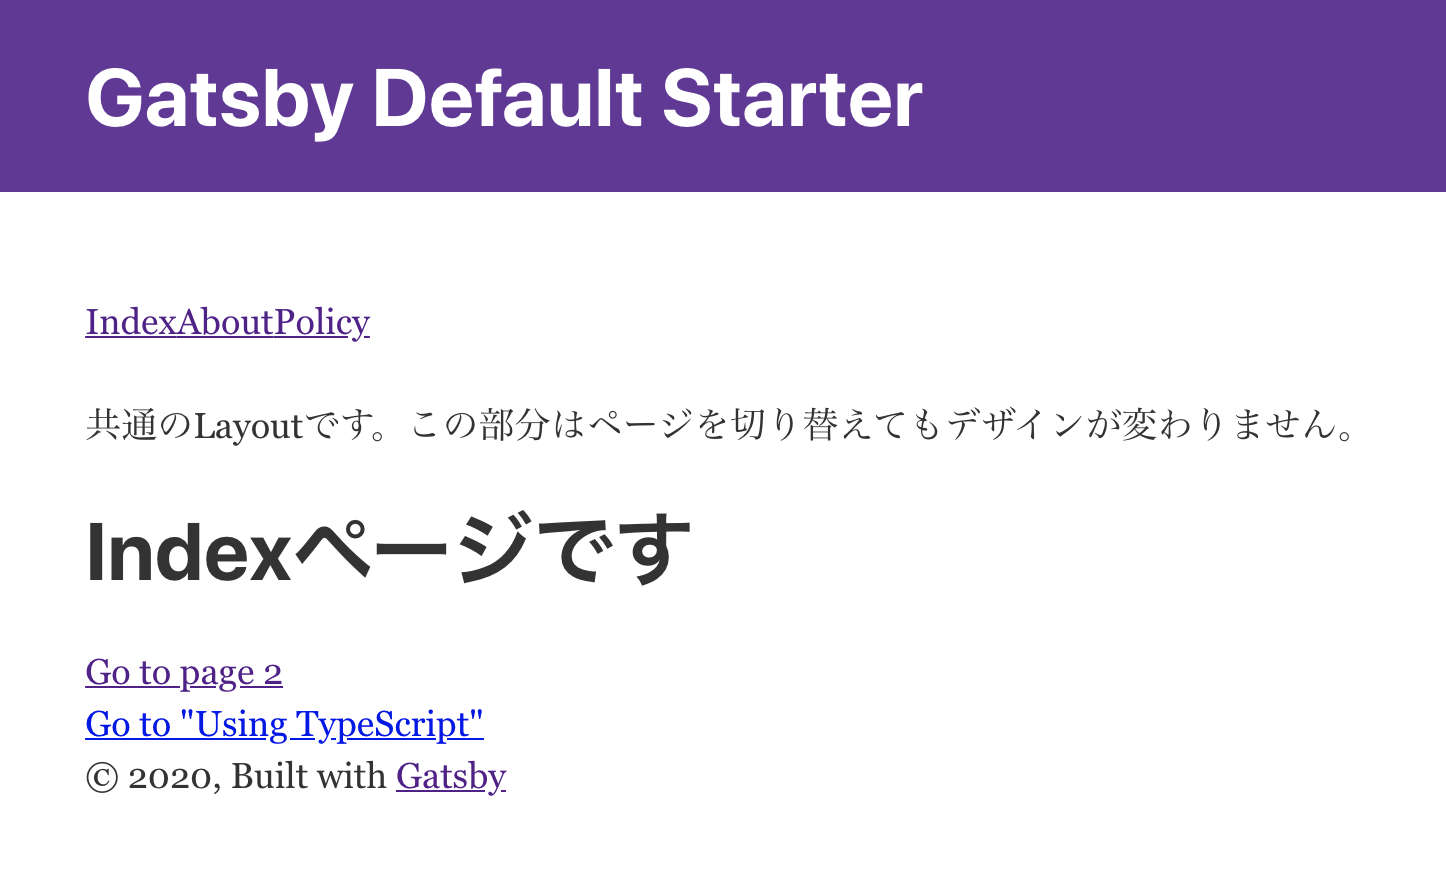 Gatsby Default Starter
IndexAboutPolicy
共通のLayoutです。この部分はページを切り替えてもデザインが変わりません。
Indexページです
Go to page 2
Go to "Using TypeScript"
© 2020, Built with Gatsby